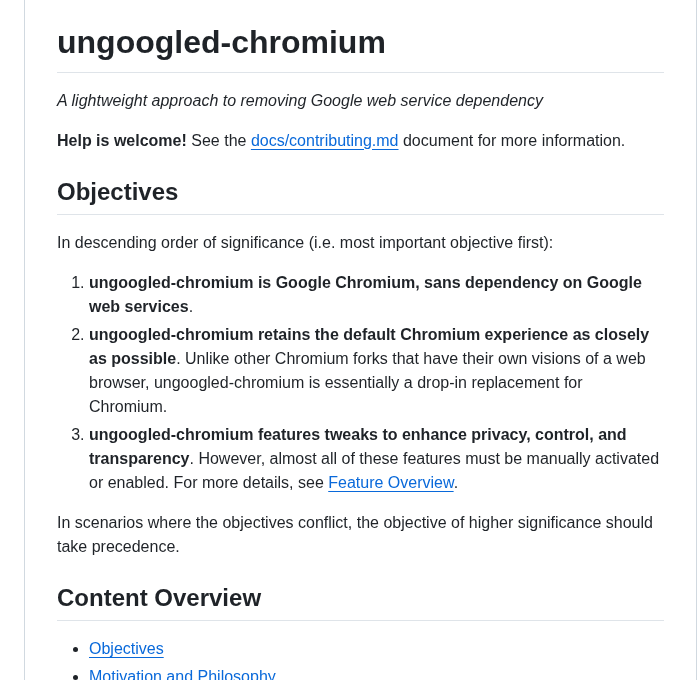 ungoogled-chromium
A lightweight approach to removing Google web service dependency
Help is welcome! See the docs/contributing.md document for more information.
Objectives
In descending order of significance (i.e. most important objective first):
1. ungoogled-chromium is Google Chromium, sans dependency on Google
web services.
2. ungoogled-chromium retains the default Chromium experience as closely
as possible. Unlike other Chromium forks that have their own visions of a web
browser, ungoogled-chromium is essentially a drop-in replacement for
Chromium.
3. ungoogled-chromium features tweaks to enhance privacy, control, and
transparency. However, almost all of these features must be manually activated
or enabled. For more details, see Feature Overview.
In scenarios where the objectives conflict, the objective of higher significance should
take precedence.
Content Overview
• Objectives
• Motivation and Philosophy